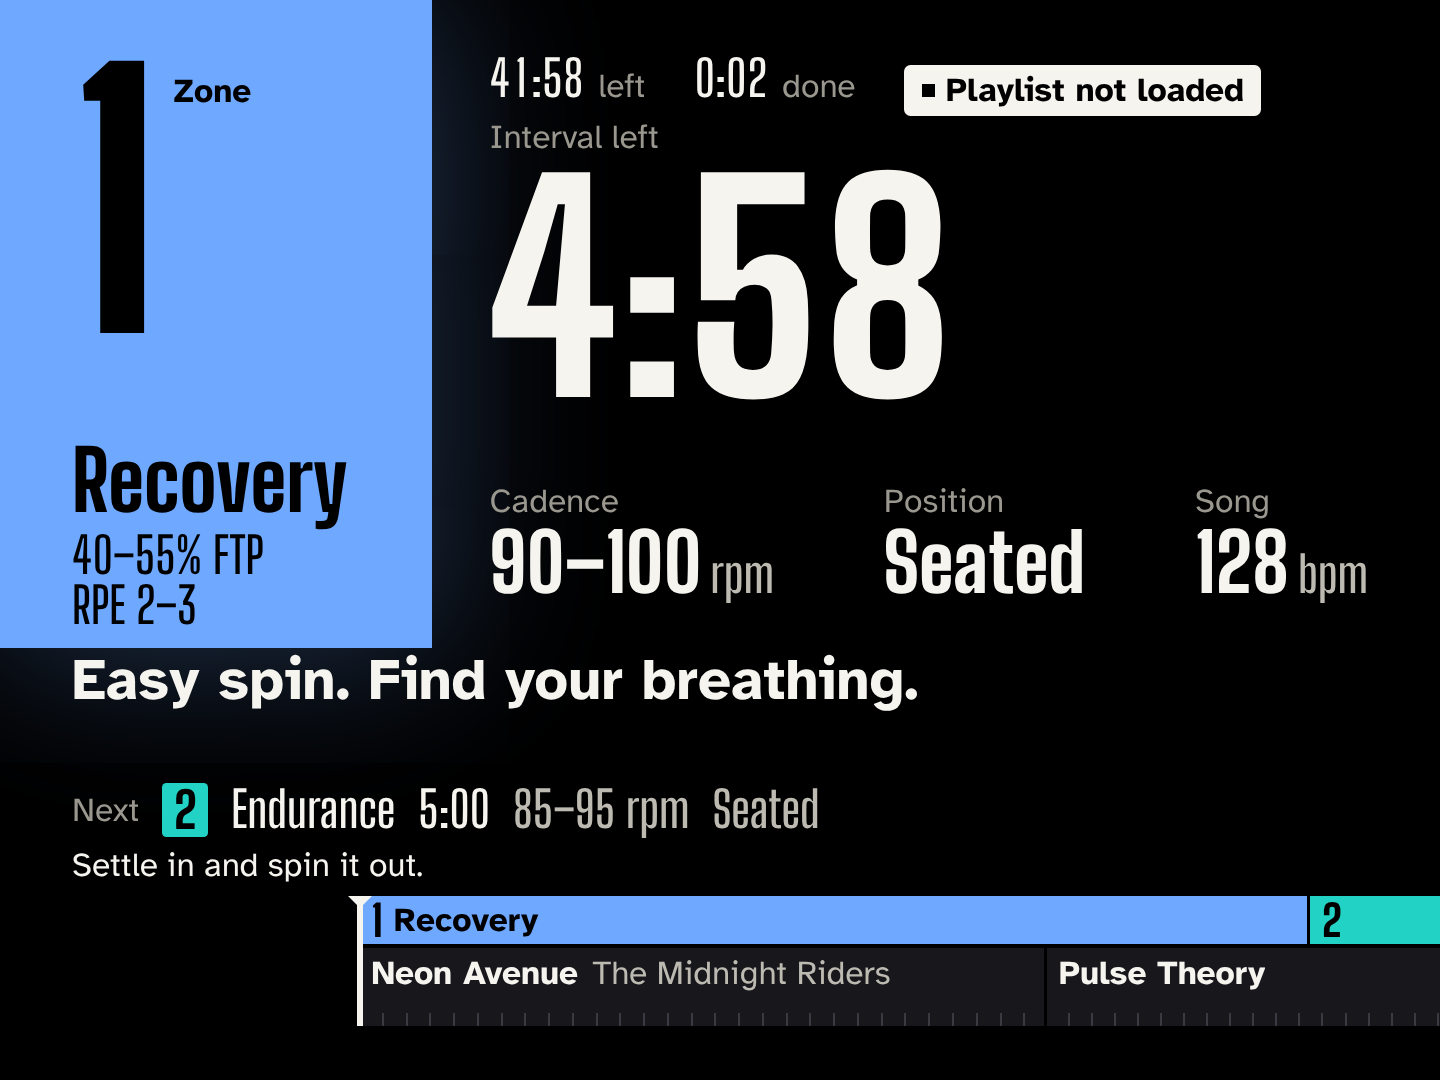 1 Zone
Recovery
40–55% FTP
RPE 2–3
41:58 left 0:02 done Playlist not loaded
Interval left
4:58
Cadence Position Song
90–100 rpm Seated 128 bpm
Easy spin. Find your breathing.
Next 2 Endurance 5:00 85–95 rpm Seated
Settle in and spin it out.
1 Recovery 2
Neon Avenue The Midnight Riders Pulse Theory